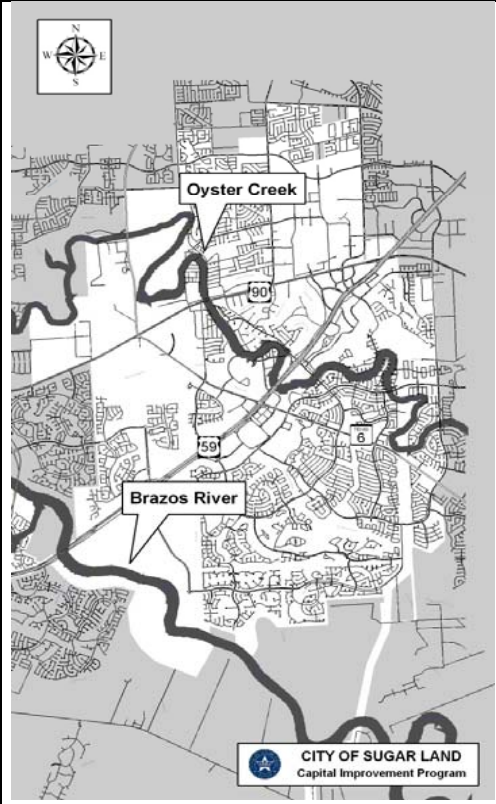 N
W E
S
Oyster Creek
90
59
6
Brazos River
CITY OF SUGAR LAND
Capital Improvement Program